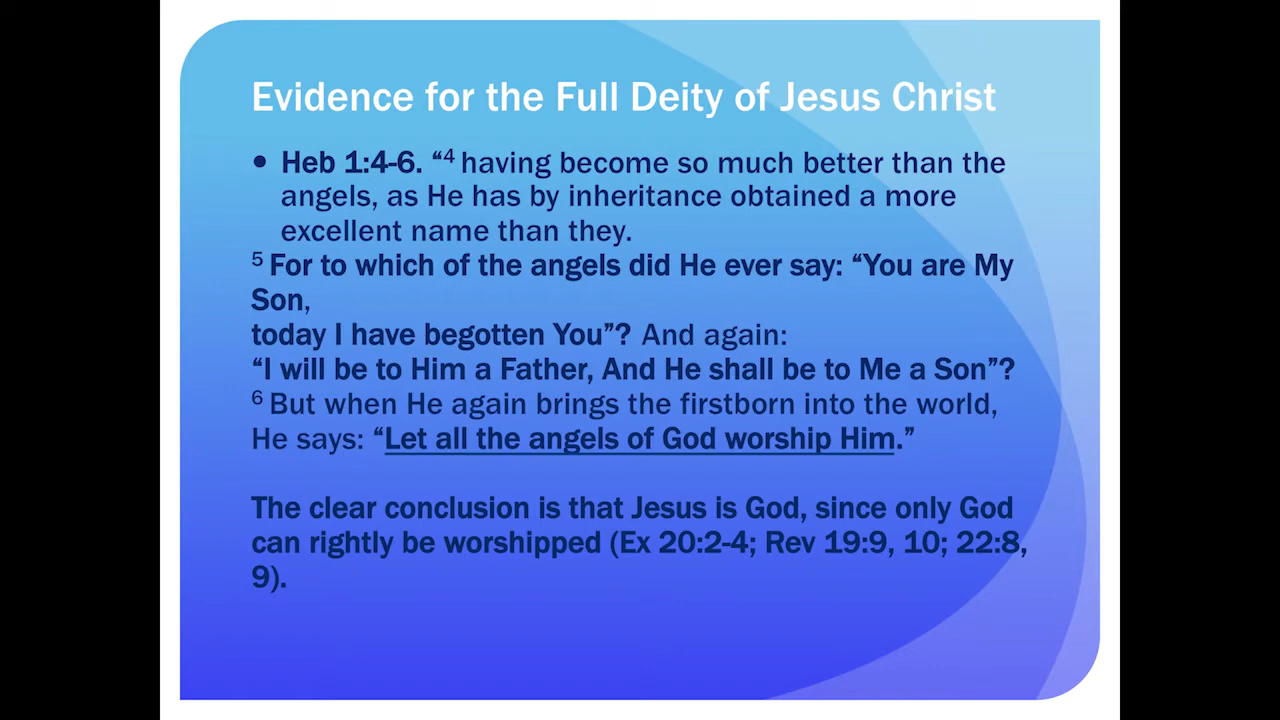 Evidence for the Full Deity of Jesus Christ
• Heb 1:4-6. “⁴ having become so much better than the
angels, as He has by inheritance obtained a more
excellent name than they.
⁵ For to which of the angels did He ever say: “You are My
Son,
today I have begotten You”? And again:
“I will be to Him a Father, And He shall be to Me a Son”?
⁶ But when He again brings the firstborn into the world,
He says: “Let all the angels of God worship Him.”
The clear conclusion is that Jesus is God, since only God
can rightly be worshipped (Ex 20:2-4; Rev 19:9, 10; 22:8,
9).